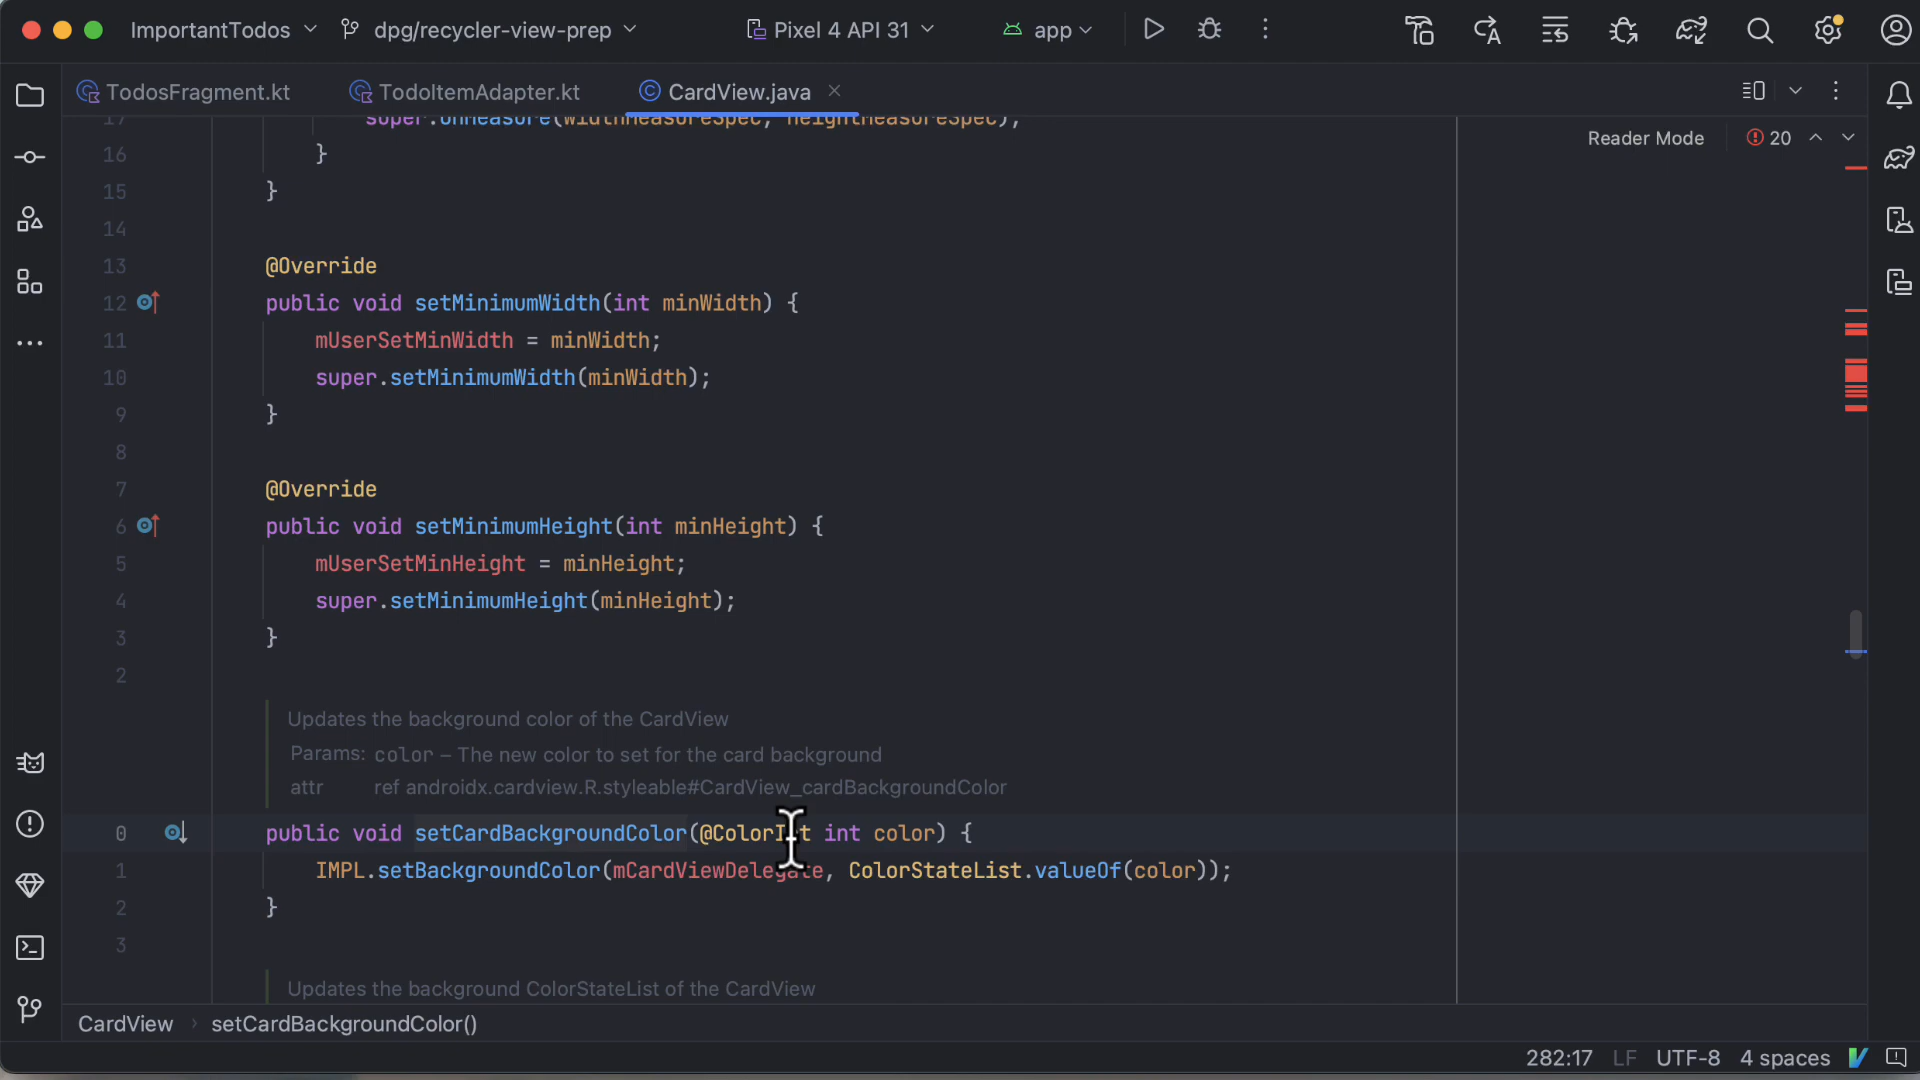 ImportantTodos dpg/recycler-view-prep Pixel 4 API 31 app
TodosFragment.kt TodoItemAdapter.kt CardView.java
Reader Mode 20
17 super.onMeasure(widthMeasureSpec, heightMeasureSpec);
16 }
15 }
14
13 @Override
12 public void setMinimumWidth(int minWidth) {
11 mUserSetMinWidth = minWidth;
10 super.setMinimumWidth(minWidth);
9 }
8
7 @Override
6 public void setMinimumHeight(int minHeight) {
5 mUserSetMinHeight = minHeight;
4 super.setMinimumHeight(minHeight);
3 }
2
Updates the background color of the CardView
Params: color – The new color to set for the card background
attr ref androidx.cardview.R.styleable#CardView_cardBackgroundColor
0 public void setCardBackgroundColor(@ColorInt int color) {
1 IMPL.setBackgroundColor(mCardViewDelegate, ColorStateList.valueOf(color));
2 }
3
Updates the background ColorStateList of the CardView
CardView › setCardBackgroundColor()
282:17 LF UTF-8 4 spaces